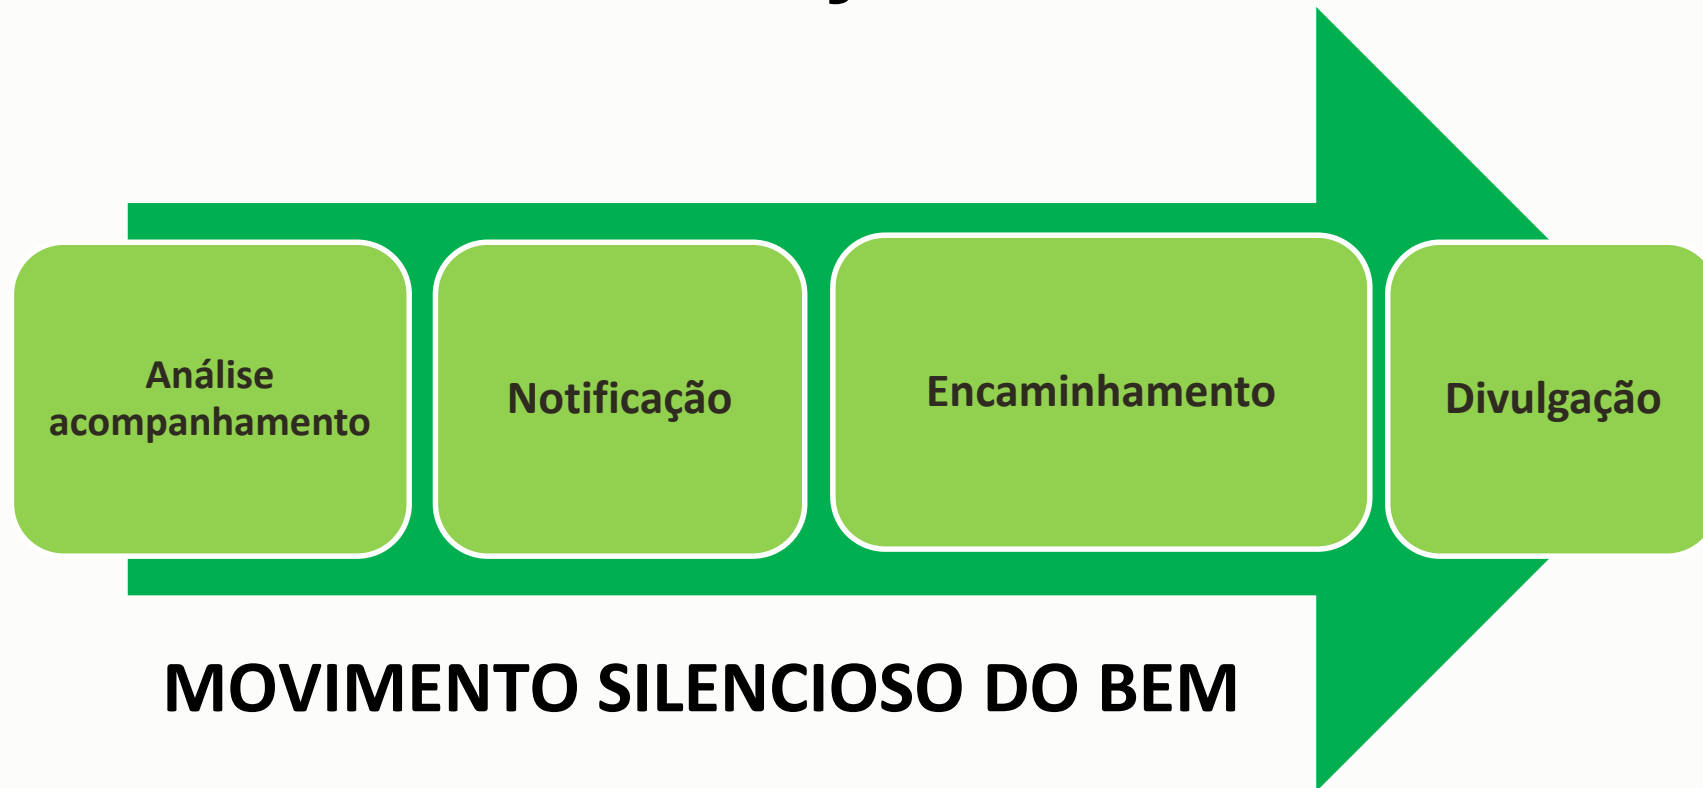 Análise
acompanhamento
Notificação
Encaminhamento
Divulgação
MOVIMENTO SILENCIOSO DO BEM